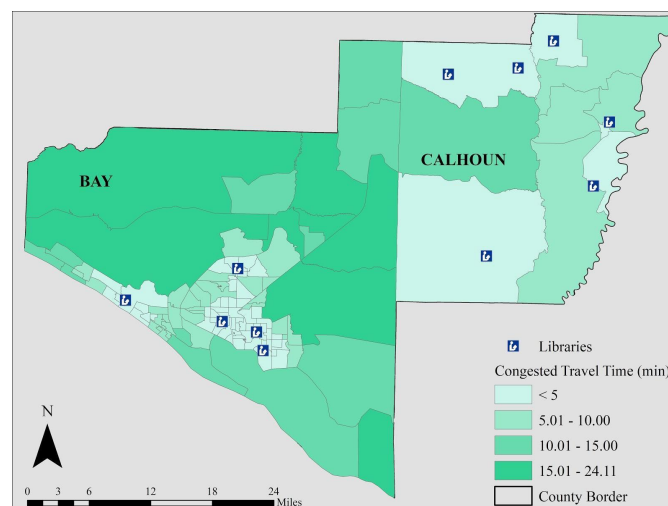 CALHOUN
BAY
Libraries
Congested Travel Time (min)
< 5
5.01 - 10.00
10.01 - 15.00
15.01 - 24.11
County Border
N
0 3 6 12 18 24
Miles